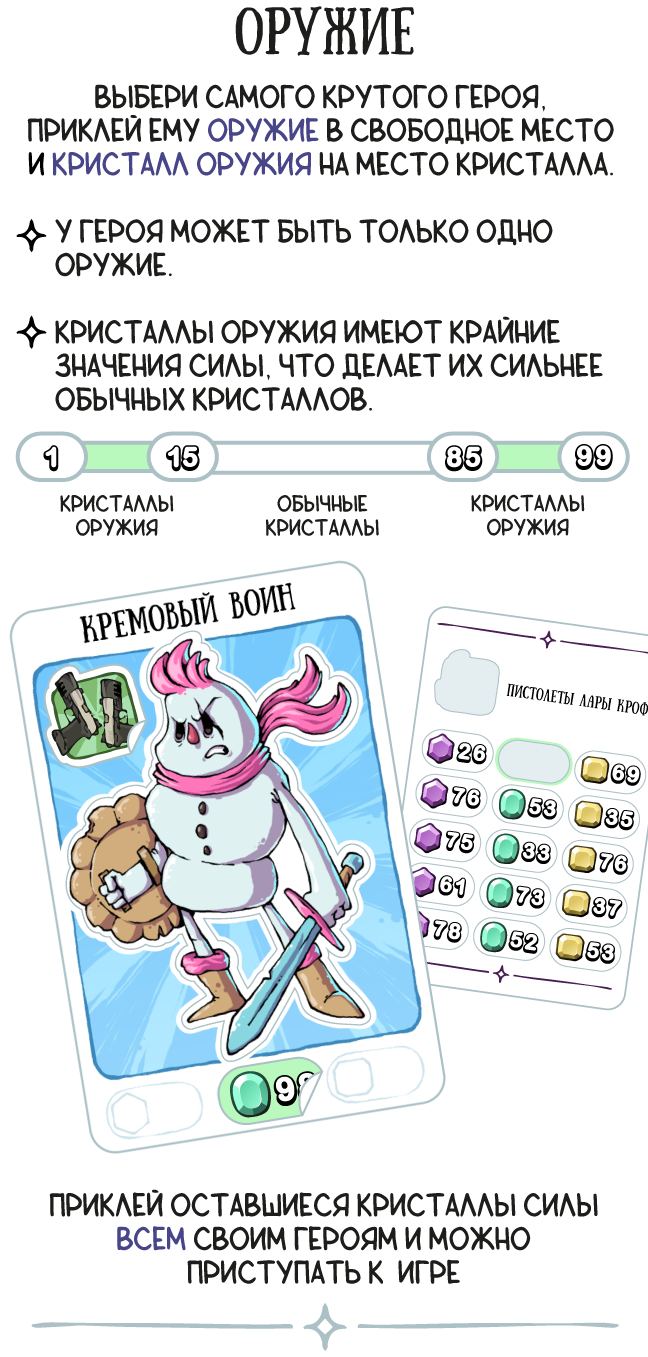 ОРУЖИЕ
ВЫБЕРИ САМОГО КРУТОГО ГЕРОЯ,
ПРИКЛЕЙ ЕМУ ОРУЖИЕ В СВОБОДНОЕ МЕСТО
И КРИСТАЛЛ ОРУЖИЯ НА МЕСТО КРИСТАЛЛА.
У ГЕРОЯ МОЖЕТ БЫТЬ ТОЛЬКО ОДНО
ОРУЖИЕ.
КРИСТАЛЛЫ ОРУЖИЯ ИМЕЮТ КРАЙНИЕ
ЗНАЧЕНИЯ СИЛЫ, ЧТО ДЕЛАЕТ ИХ СИЛЬНЕЕ
ОБЫЧНЫХ КРИСТАЛЛОВ.
1 15 85 99
КРИСТАЛЛЫ ОБЫЧНЫЕ КРИСТАЛЛЫ
ОРУЖИЯ КРИСТАЛЛЫ ОРУЖИЯ
КРЕМОВЫЙ ВОИН
ПИСТОЛЕТЫ ЛАРЫ КРОФ
26 69
76 53 35
75 33 76
61 73 37
78 52 53
ПРИКЛЕЙ ОСТАВШИЕСЯ КРИСТАЛЛЫ СИЛЫ
ВСЕМ СВОИМ ГЕРОЯМ И МОЖНО
ПРИСТУПАТЬ К ИГРЕ